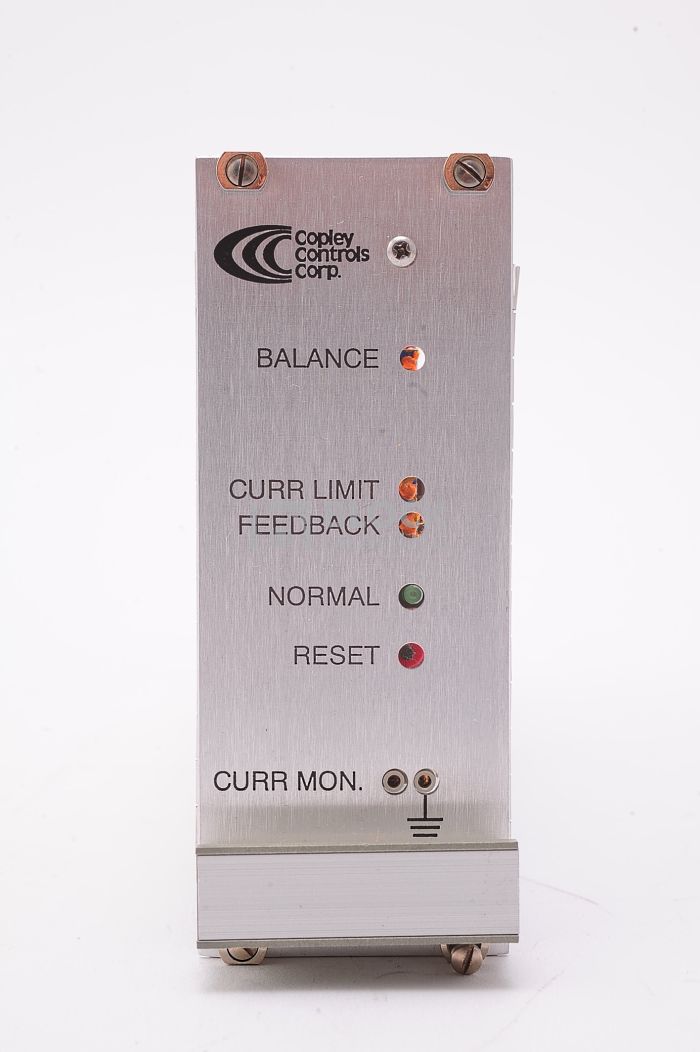 Copley
Controls
Corp.
BALANCE
CURR LIMIT
FEEDBACK
NORMAL
RESET
CURR MON.